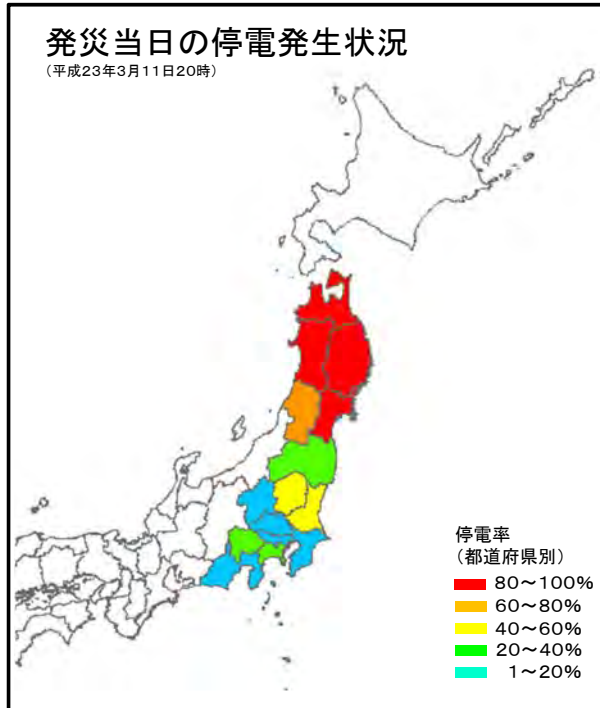 発災当日の停電発生状況
(平成23年3月11日20時)
停電率
(都道府県別)
80～100%
60～80%
40～60%
20～40%
1～20%